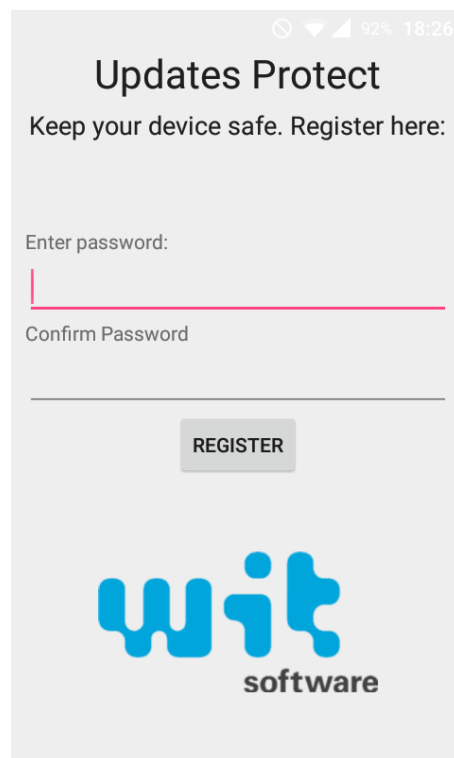 92% 18:26
Updates Protect
Keep your device safe. Register here:
Enter password:
Confirm Password
REGISTER
wit
software